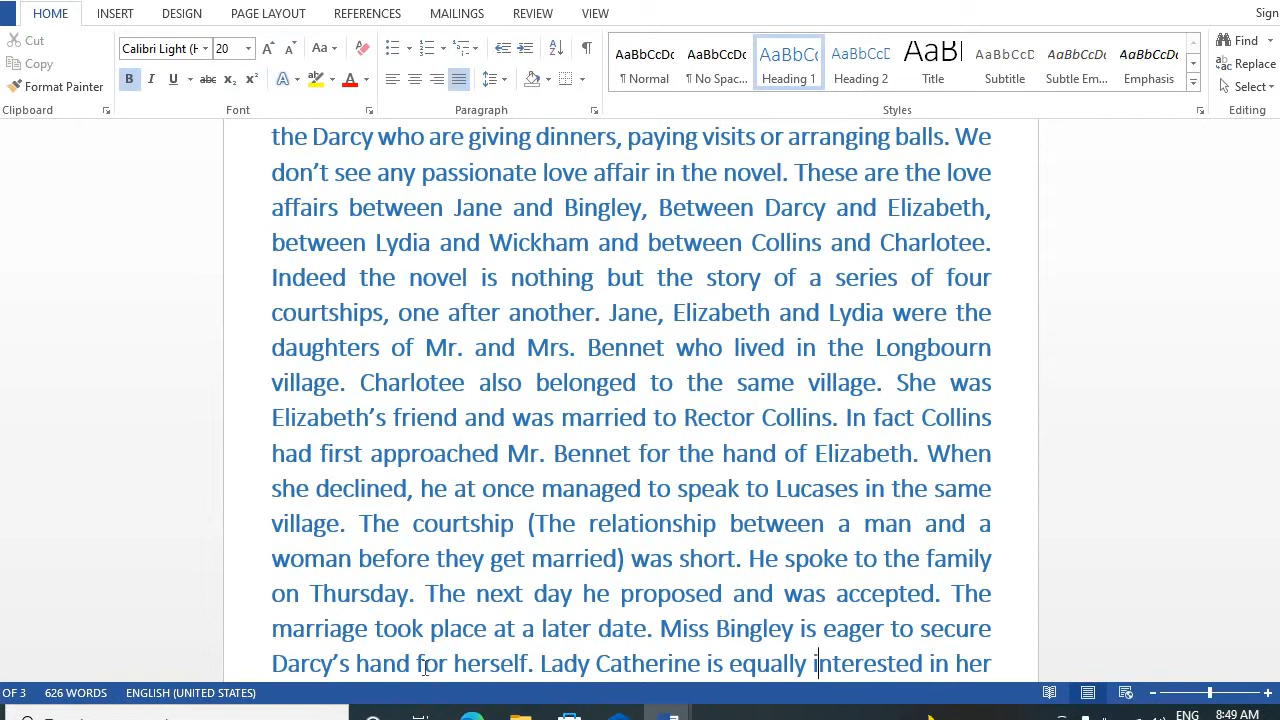 HOME INSERT DESIGN PAGE LAYOUT REFERENCES MAILINGS REVIEW VIEW Sign
Cut
Copy
Format Painter
Clipboard
Calibri Light (H 20 Aa
B I U abc x₂ x² A A
Font
Paragraph
AaBbCcDc AaBbCcDc AaBbCc AaBbCcD AaB AaBbCcD AaBbCcDc AaBbCcDc
¶ Normal ¶ No Spac... Heading 1 Heading 2 Title Subtitle Subtle Em... Emphasis
Styles
Find
Replace
Select
Editing
the Darcy who are giving dinners, paying visits or arranging balls. We
don’t see any passionate love affair in the novel. These are the love
affairs between Jane and Bingley, Between Darcy and Elizabeth,
between Lydia and Wickham and between Collins and Charlotee.
Indeed the novel is nothing but the story of a series of four
courtships, one after another. Jane, Elizabeth and Lydia were the
daughters of Mr. and Mrs. Bennet who lived in the Longbourn
village. Charlotee also belonged to the same village. She was
Elizabeth’s friend and was married to Rector Collins. In fact Collins
had first approached Mr. Bennet for the hand of Elizabeth. When
she declined, he at once managed to speak to Lucases in the same
village. The courtship (The relationship between a man and a
woman before they get married) was short. He spoke to the family
on Thursday. The next day he proposed and was accepted. The
marriage took place at a later date. Miss Bingley is eager to secure
Darcy’s hand for herself. Lady Catherine is equally interested in her
OF 3 626 WORDS ENGLISH (UNITED STATES)
ENG 8:49 AM